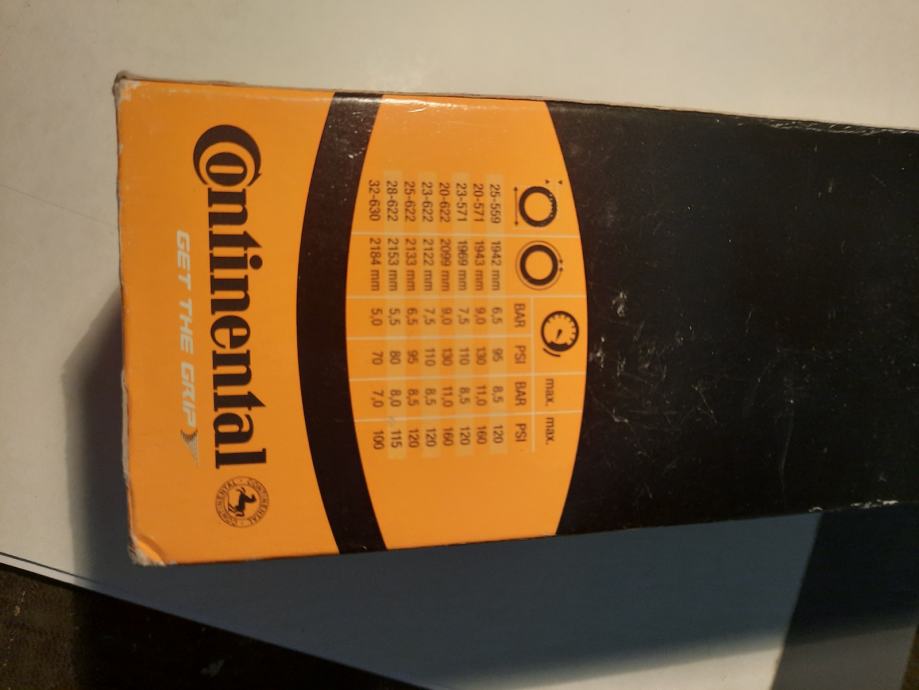 max. max.
BAR PSI BAR PSI
25-559 1942 mm 6,5 95 8,5 120
20-571 1943 mm 9,0 130 11,0 160
23-571 1969 mm 7,5 110 8,5 120
20-622 2099 mm 9,0 130 11,0 160
23-622 2122 mm 7,5 110 8,5 120
25-622 2133 mm 6,5 95 8,5 120
28-622 2153 mm 5,5 80 8,0 115
32-630 2184 mm 5,0 70 7,0 100
Continental
CONTINENTAL · CONTINENTAL ·
GET THE GRIP